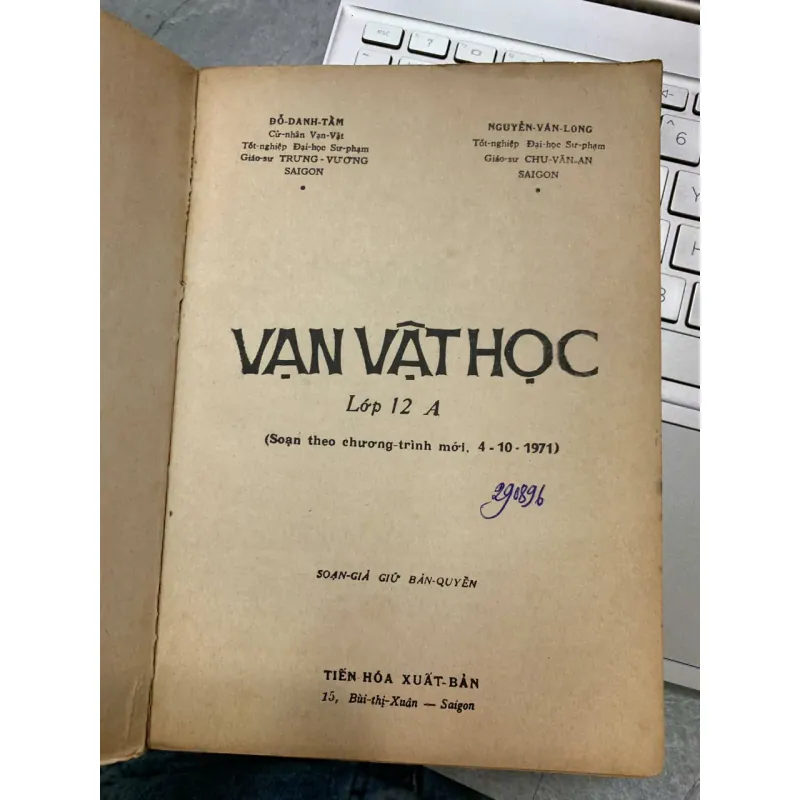 ĐỖ-DANH-TẰM
Cử-nhân Vạn-Vật
Tốt-nghiệp Đại-học Sư-phạm
Giáo-sư TRƯNG-VƯƠNG
SAIGON
NGUYỄN-VĂN-LONG
Tốt-nghiệp Đại-học Sư-phạm
Giáo-sư CHU-VĂN-AN
SAIGON
VẠN VẬT HỌC
Lớp 12 A
(Soạn theo chương-trình mới, 4-10-1971)
290896
SOẠN-GIẢ GIỮ BẢN-QUYỀN
TIẾN HÓA XUẤT-BẢN
15, Bùi-thị-Xuân — Saigon
6
Y
H